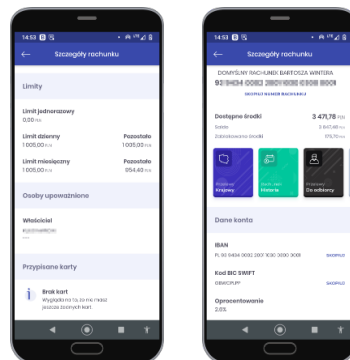 14:53
Szczegóły rachunku
Limity
Limit jednorazowy
0,00 PLN
Limit dzienny Pozostało
1 005,00 PLN 1 005,00 PLN
Limit miesięczny Pozostało
1 005,00 PLN 954,40 PLN
Osoby upoważnione
Właściciel
Przypisane karty
Brak kart
Wygląda na to, że nie masz
jeszcze żadnych kart.
14:53
Szczegóły rachunku
DOMYŚLNY RACHUNEK BARTOSZA WINTERA
SKOPIUJ NUMER RACHUNKU
Dostępne środki 3 471,78 PLN
Saldo
Zablokowane środki
Przelew
Krajowy
Historia
Przelew
Do odbiorcy
Dane konta
IBAN
SKOPIUJ
Kod BIC SWIFT
SKOPIUJ
Oprocentowanie
2.0%